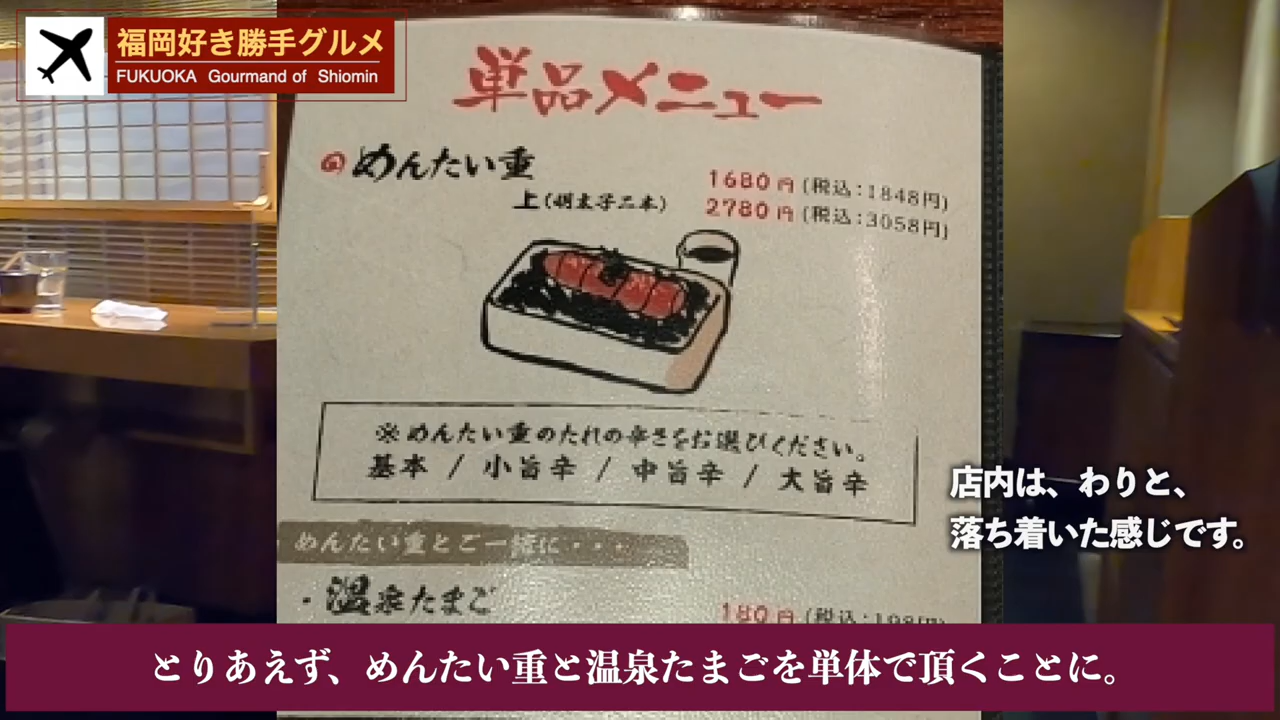 福岡好き勝手グルメ
FUKUOKA Gourmand of Shiomin
単品メニュー
めんたい重
1680円(税込:1848円)
上(明太子二本)
2780円(税込:3058円)
※めんたい重のたれの辛さをお選びください。
基本 / 小旨辛 / 中旨辛 / 大旨辛
めんたい重とご一緒に・・・
・温泉たまご
180円(税込:198円)
店内は、わりと、
落ち着いた感じです。
とりあえず、めんたい重と温泉たまごを単体で頂くことに。